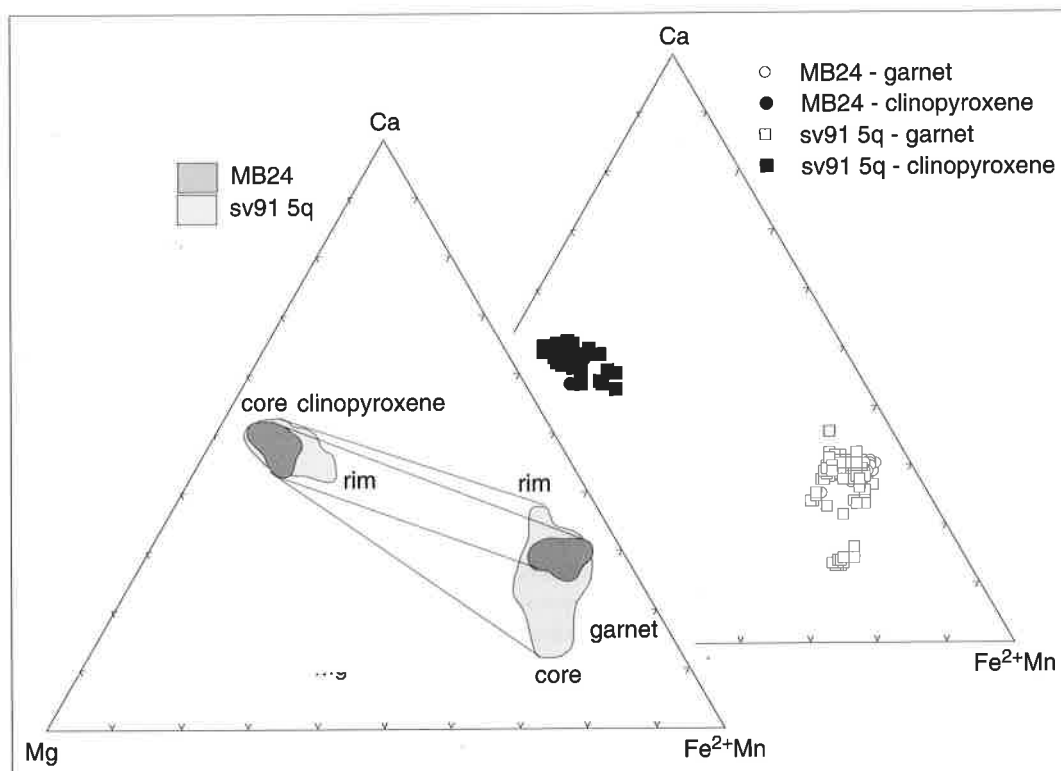 Ca
MB24 - garnet
MB24 - clinopyroxene
sv91 5q - garnet
sv91 5q - clinopyroxene
Ca
MB24
sv91 5q
core clinopyroxene
rim
rim
garnet
core
Fe²⁺Mn
Mg
Fe²⁺Mn